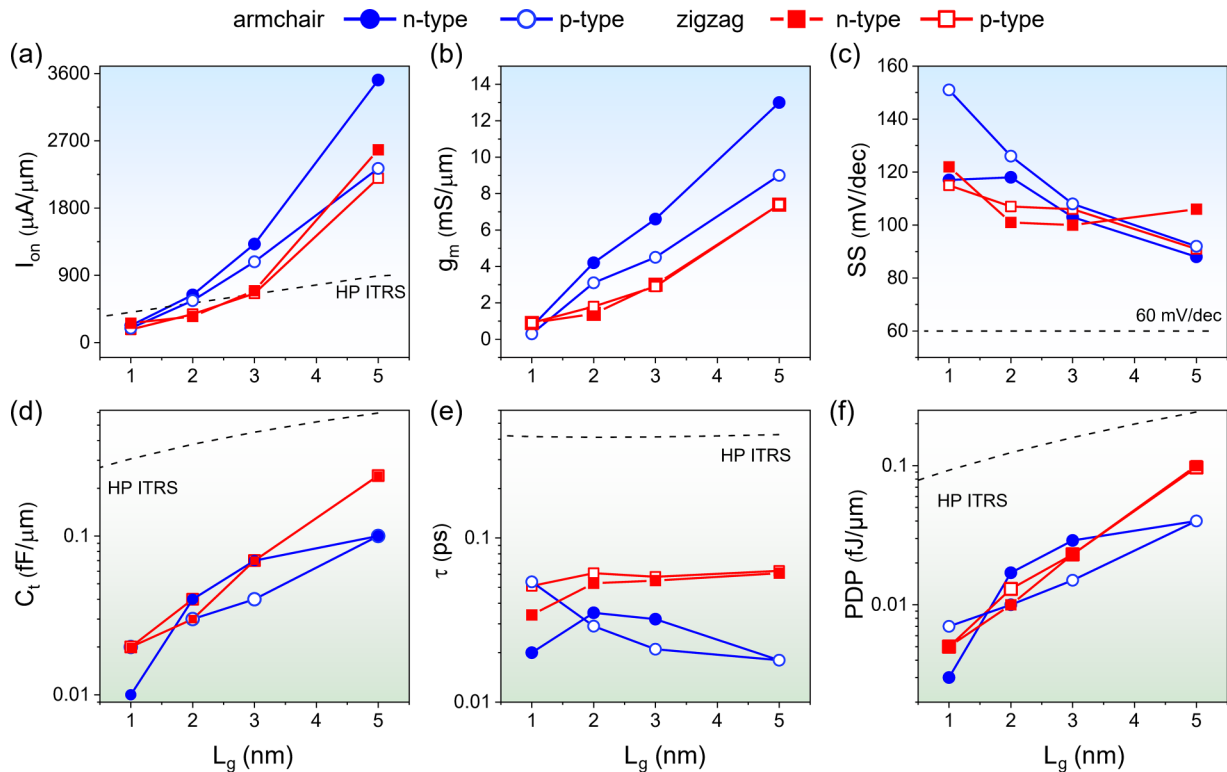 armchair n-type p-type zigzag n-type p-type
(a) (b) (c)
3600
2700
1800
900
0
I_on (μA/μm)
HP ITRS
1 2 3 4 5
14
12
10
8
6
4
2
0
g_m (mS/μm)
1 2 3 4 5
160
140
120
100
80
60
SS (mV/dec)
60 mV/dec
1 2 3 4 5
(d) (e) (f)
0.1
0.01
C_t (fF/μm)
HP ITRS
1 2 3 4 5
L_g (nm)
0.1
0.01
τ (ps)
HP ITRS
1 2 3 4 5
L_g (nm)
0.1
0.01
PDP (fJ/μm)
HP ITRS
1 2 3 4 5
L_g (nm)